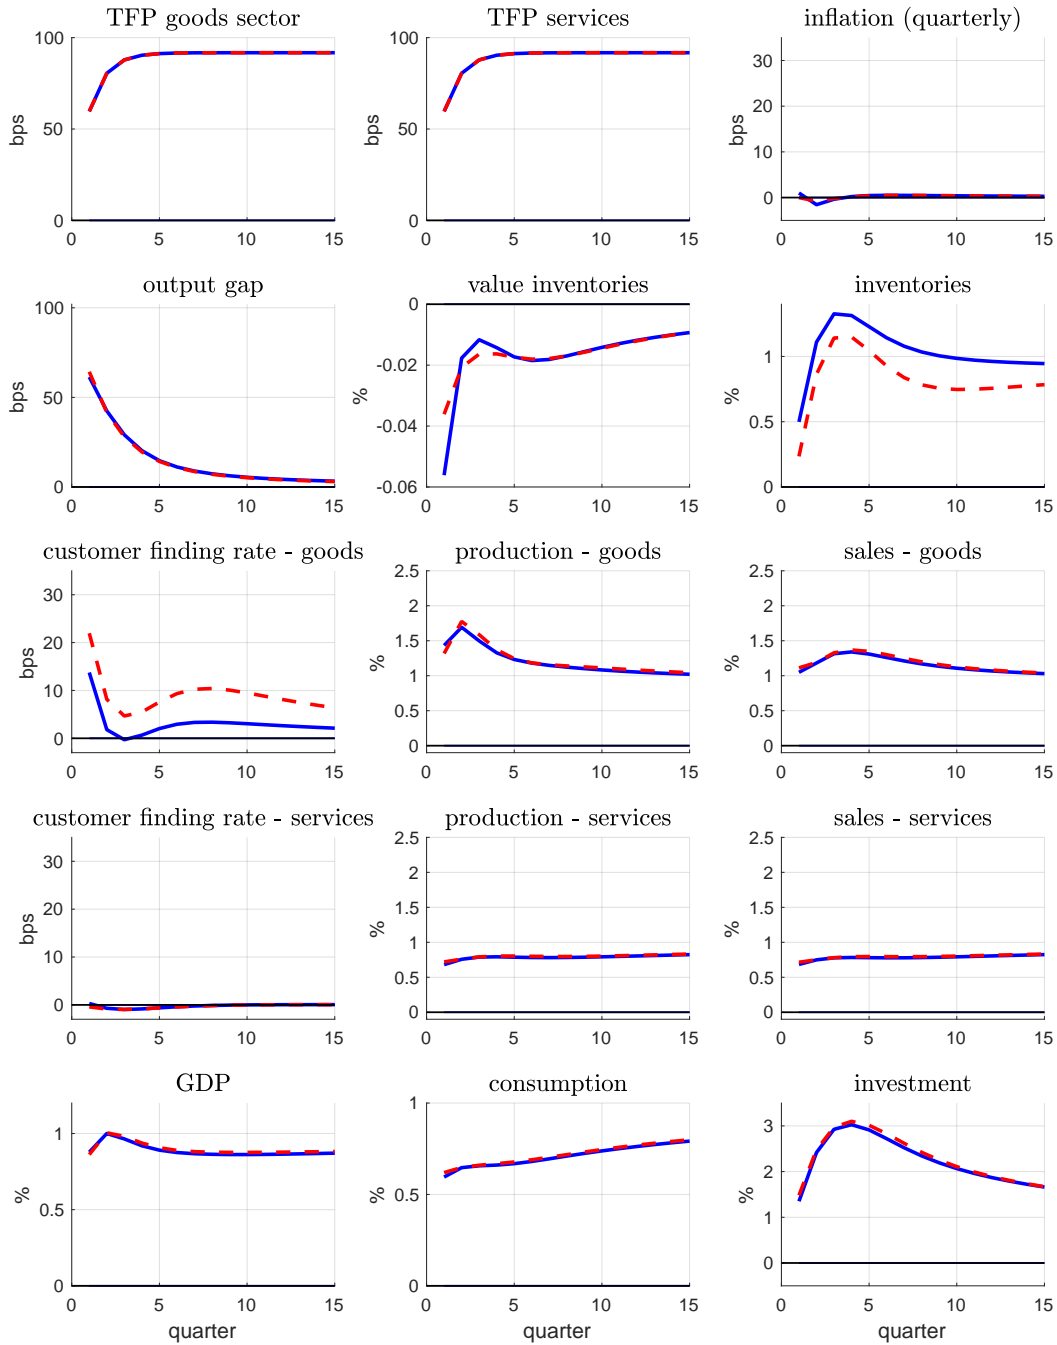 TFP goods sector
TFP services
inflation (quarterly)
bps
100
50
0
0 5 10 15
bps
100
50
0
0 5 10 15
bps
30
20
10
0
0 5 10 15
output gap
value inventories
inventories
bps
100
50
0
0 5 10 15
%
0
-0.02
-0.04
-0.06
0 5 10 15
%
1
0.5
0
0 5 10 15
customer finding rate - goods
production - goods
sales - goods
bps
30
20
10
0
0 5 10 15
%
2.5
2
1.5
1
0.5
0
0 5 10 15
%
2.5
2
1.5
1
0.5
0
0 5 10 15
customer finding rate - services
production - services
sales - services
bps
30
20
10
0
0 5 10 15
%
2.5
2
1.5
1
0.5
0
0 5 10 15
%
2.5
2
1.5
1
0.5
0
0 5 10 15
GDP
consumption
investment
%
1
0.5
0
0 5 10 15
quarter
%
1
0.5
0
0 5 10 15
quarter
%
3
2
1
0
0 5 10 15
quarter